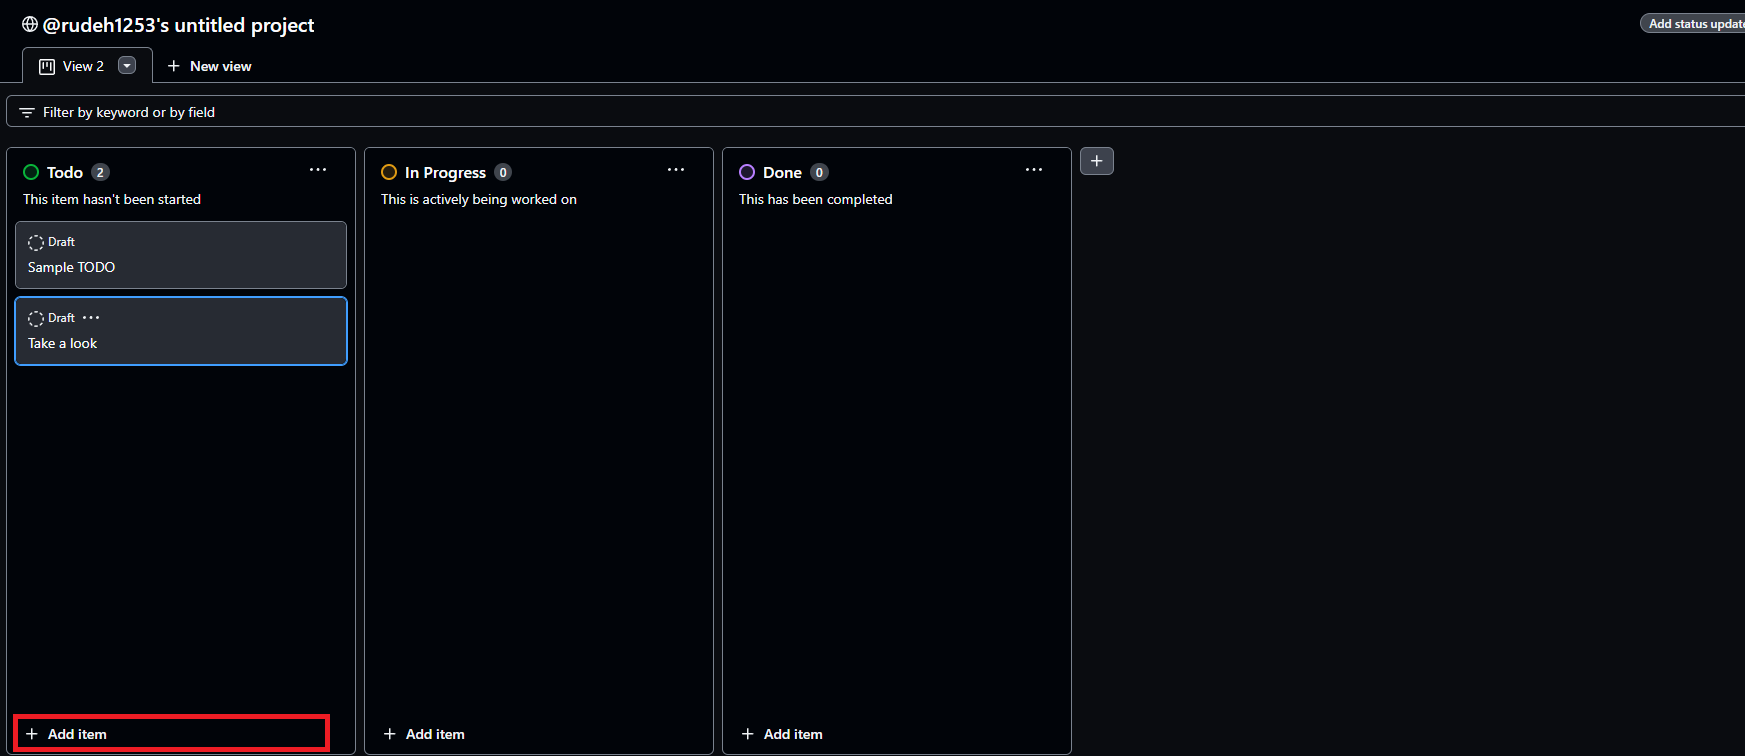 @rudeh1253's untitled project
Add status update
View 2
New view
Filter by keyword or by field
Todo 2
This item hasn't been started
Draft
Sample TODO
Draft
Take a look
Add item
In Progress 0
This is actively being worked on
Add item
Done 0
This has been completed
Add item